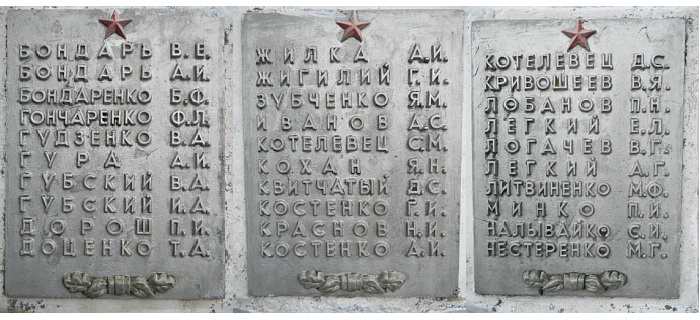 БОНДАРЬ В.Е.
БОНДАРЬ А.И.
БОНДАРЕНКО Б.Ф.
ГОНЧАРЕНКО Ф.Л.
ГУДЗЕНКО В.А.
ГУРА А.И.
ГУБСКИЙ В.А.
ГУБСКИЙ И.А.
ДОРОШ П.И.
ДОЦЕНКО Т.А.
ЖИЛКА А.И.
ЖИГИЛИЙ Г.И.
ЗУБЧЕНКО Я.М.
ИВАНОВ А.С.
КОТЕЛЕВЕЦ С.М.
КОХАН Я.Н.
КВИТЧАТЫЙ Д.С.
КОСТЕНКО Г.И.
КРАСНОВ Н.И.
КОСТЕНКО А.И.
КОТЕЛЕВЕЦ Д.С.
КРИВОШЕЕВ В.Я.
ЛОБАНОВ П.Н.
ЛЕГКИЙ Е.Л.
ЛОГАЧЕВ В.Г.
ЛЕГКИЙ А.Г.
ЛИТВИНЕНКО М.Ф.
МИНКО П.И.
НАЛЫВАЙКО С.И.
НЕСТЕРЕНКО М.Г.